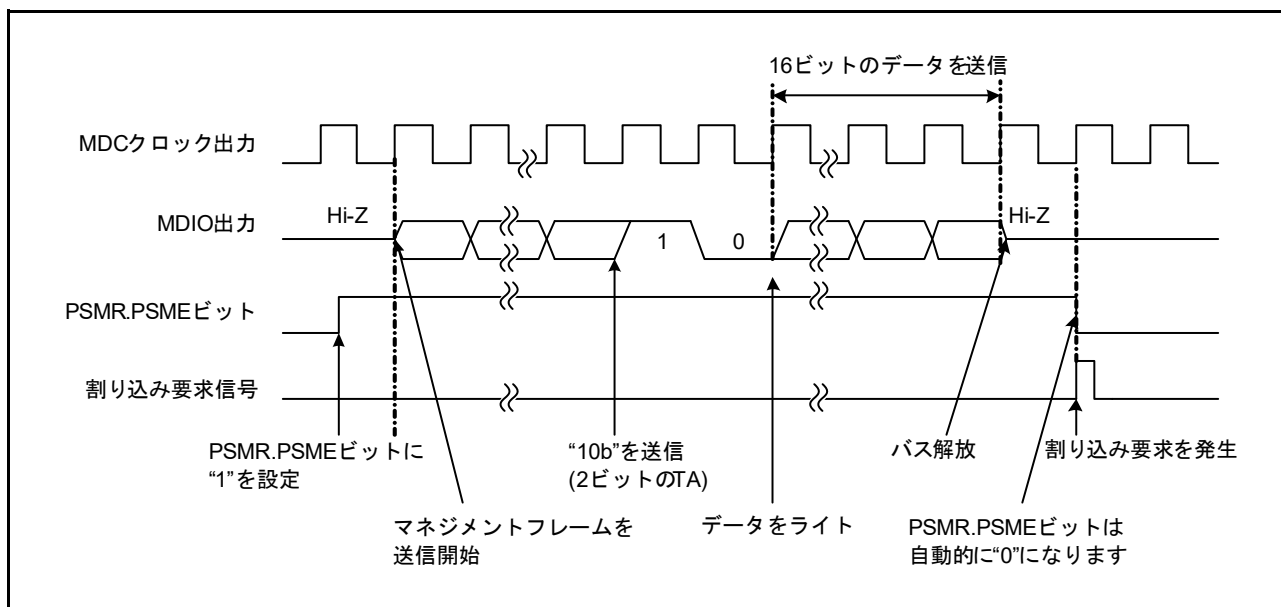 16ビットのデータを送信
MDCクロック出力
MDIO出力
Hi-Z
1
0
Hi-Z
PSMR.PSMEビット
割り込み要求信号
PSMR.PSMEビットに
“1”を設定
“10b”を送信
(2ビットのTA)
バス解放
割り込み要求を発生
マネジメントフレームを
送信開始
データをライト
PSMR.PSMEビットは
自動的に“0”になります